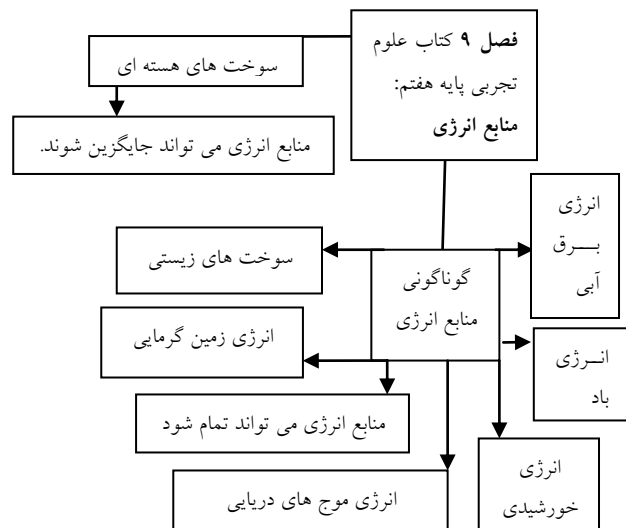 فصل ۹ کتاب علوم
تجربی پایه هفتم:
منابع انرژی
سوخت های هسته ای
منابع انرژی می تواند جایگزین شوند.
انرژی
بـــرق
آبی
سوخت های زیستی
گوناگونی
منابع انرژی
انرژی زمین گرمایی
انــرژی
باد
منابع انرژی می تواند تمام شود
انرژی
خورشیدی
انرژی موج های دریایی